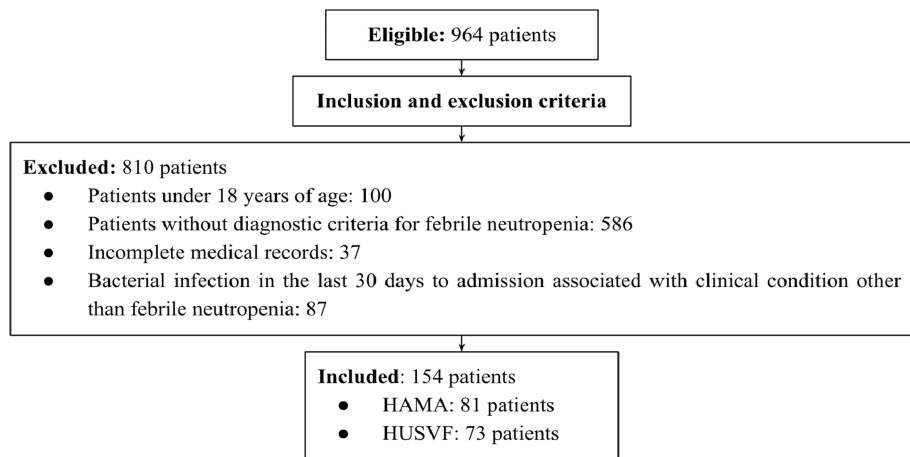 Eligible: 964 patients
Inclusion and exclusion criteria
Excluded: 810 patients
● Patients under 18 years of age: 100
● Patients without diagnostic criteria for febrile neutropenia: 586
● Incomplete medical records: 37
● Bacterial infection in the last 30 days to admission associated with clinical condition other
than febrile neutropenia: 87
Included: 154 patients
● HAMA: 81 patients
● HUSVF: 73 patients